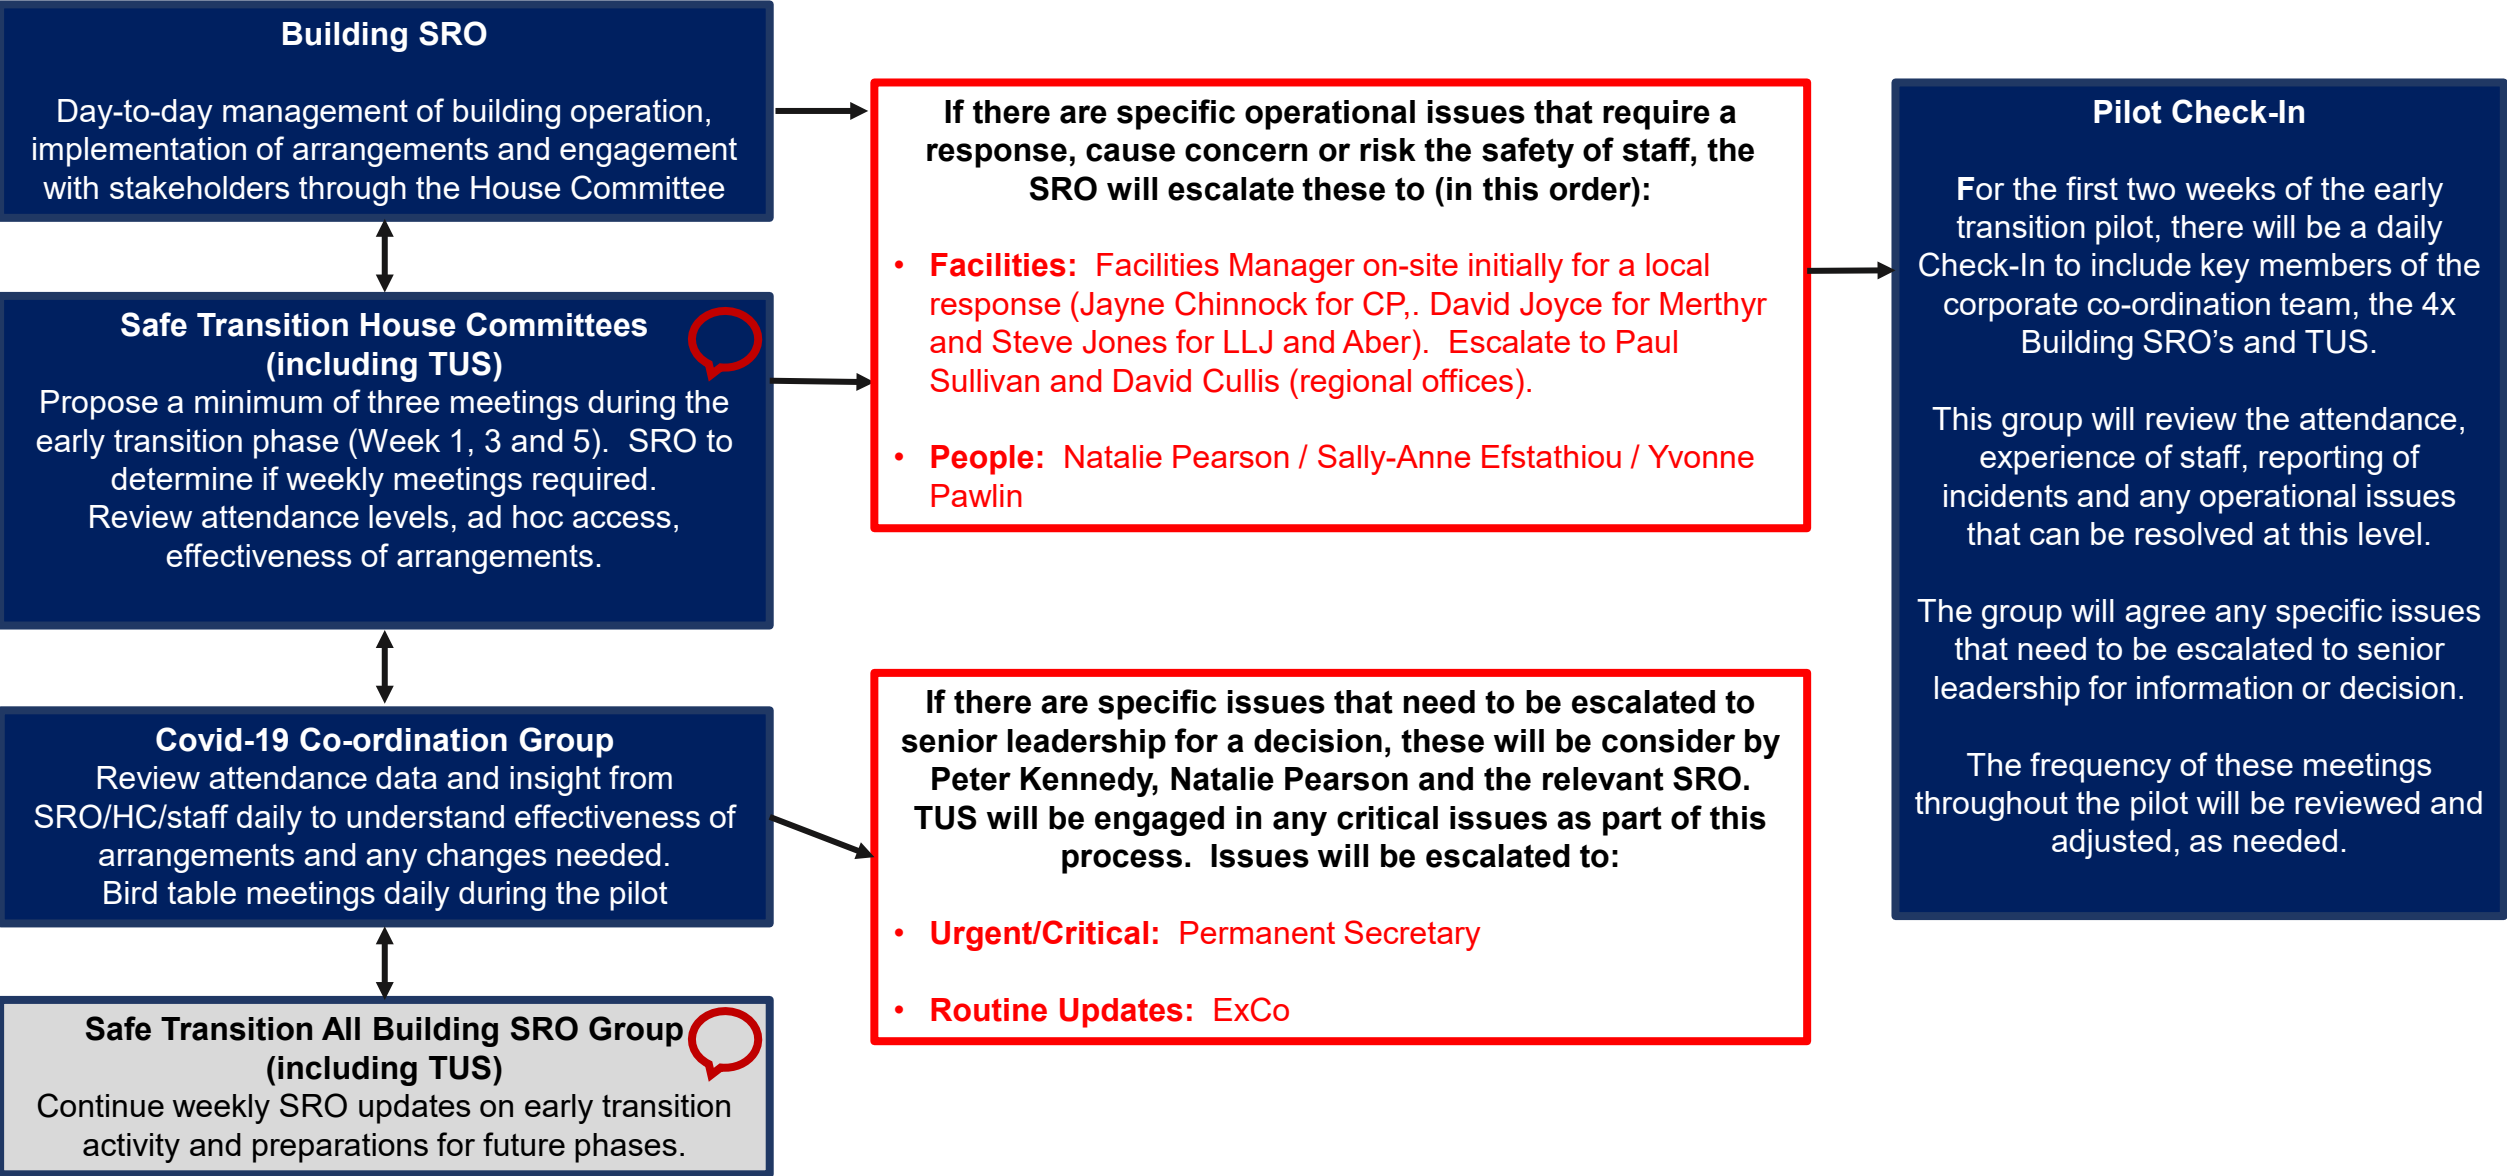 Building SRO
Day-to-day management of building operation,
implementation of arrangements and engagement
with stakeholders through the House Committee
Safe Transition House Committees
(including TUS)
Propose a minimum of three meetings during the
early transition phase (Week 1, 3 and 5).  SRO to
determine if weekly meetings required.
Review attendance levels, ad hoc access,
effectiveness of arrangements.
Covid-19 Co-ordination Group
Review attendance data and insight from
SRO/HC/staff daily to understand effectiveness of
arrangements and any changes needed.
Bird table meetings daily during the pilot
Safe Transition All Building SRO Group
(including TUS)
Continue weekly SRO updates on early transition
activity and preparations for future phases.
If there are specific operational issues that require a
response, cause concern or risk the safety of staff, the
SRO will escalate these to (in this order):
• Facilities:  Facilities Manager on-site initially for a local
response (Jayne Chinnock for CP,. David Joyce for Merthyr
and Steve Jones for LLJ and Aber).  Escalate to Paul
Sullivan and David Cullis (regional offices).
• People:  Natalie Pearson / Sally-Anne Efstathiou / Yvonne
Pawlin
If there are specific issues that need to be escalated to
senior leadership for a decision, these will be consider by
Peter Kennedy, Natalie Pearson and the relevant SRO.
TUS will be engaged in any critical issues as part of this
process.  Issues will be escalated to:
• Urgent/Critical:  Permanent Secretary
• Routine Updates:  ExCo
Pilot Check-In
For the first two weeks of the early
transition pilot, there will be a daily
Check-In to include key members of the
corporate co-ordination team, the 4x
Building SRO’s and TUS.
This group will review the attendance,
experience of staff, reporting of
incidents and any operational issues
that can be resolved at this level.
The group will agree any specific issues
that need to be escalated to senior
leadership for information or decision.
The frequency of these meetings
throughout the pilot will be reviewed and
adjusted, as needed.